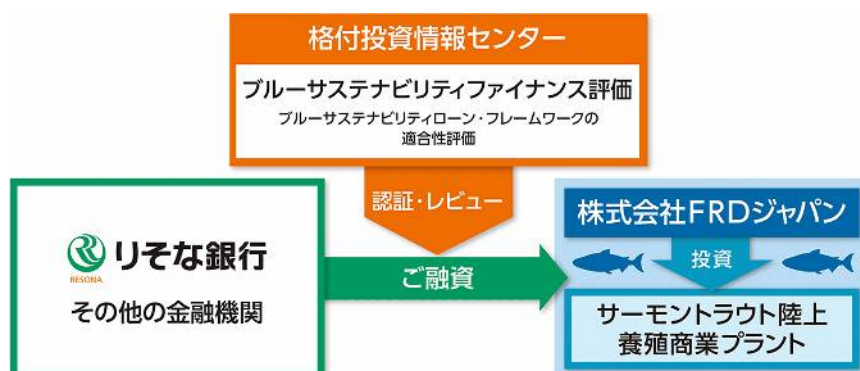 格付投資情報センター
ブルーサステナビリティファイナンス評価
ブルーサステナビリティローン・フレームワークの
適合性評価
認証・レビュー
りそな銀行
RESONA
その他の金融機関
ご融資
株式会社FRDジャパン
投資
サーモントラウト陸上
養殖商業プラント